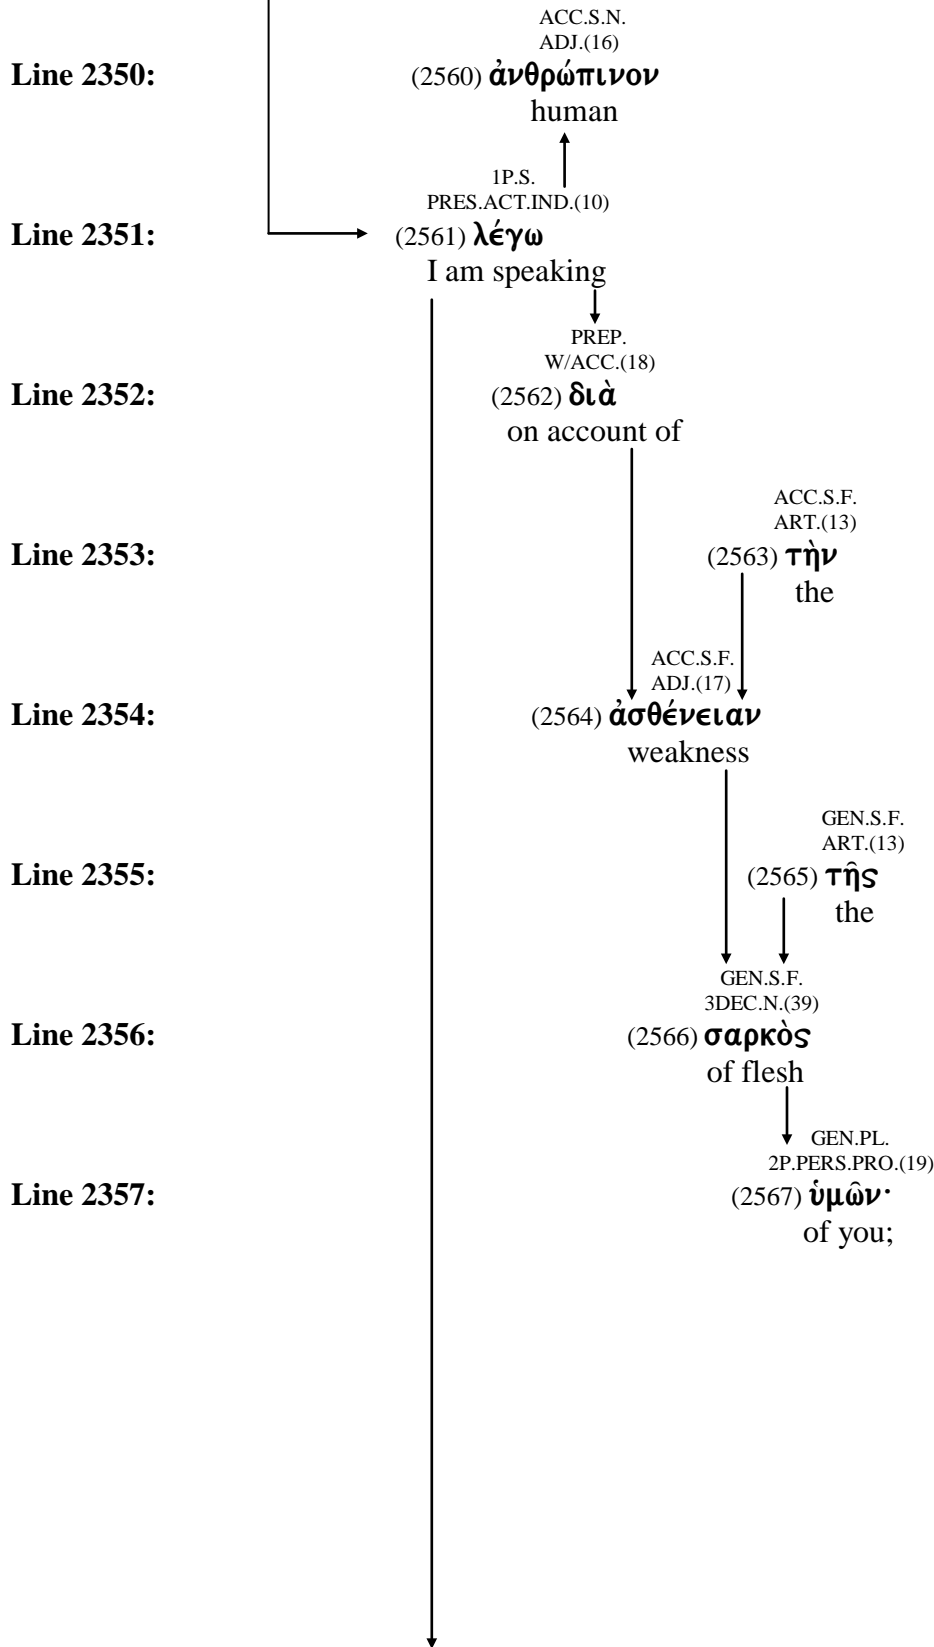 ACC.S.N.
ADJ.(16)
Line 2350: (2560) ἀνθρώπινον
human
1P.S.
PRES.ACT.IND.(10)
Line 2351: (2561) λέγω
I am speaking
PREP.
W/ACC.(18)
Line 2352: (2562) διὰ
on account of
ACC.S.F.
ART.(13)
Line 2353: (2563) τὴν
the
ACC.S.F.
ADJ.(17)
Line 2354: (2564) ἀσθένειαν
weakness
GEN.S.F.
ART.(13)
Line 2355: (2565) τῆς
the
GEN.S.F.
3DEC.N.(39)
Line 2356: (2566) σαρκὸς
of flesh
GEN.PL.
2P.PERS.PRO.(19)
Line 2357: (2567) ὑμῶν·
of you;